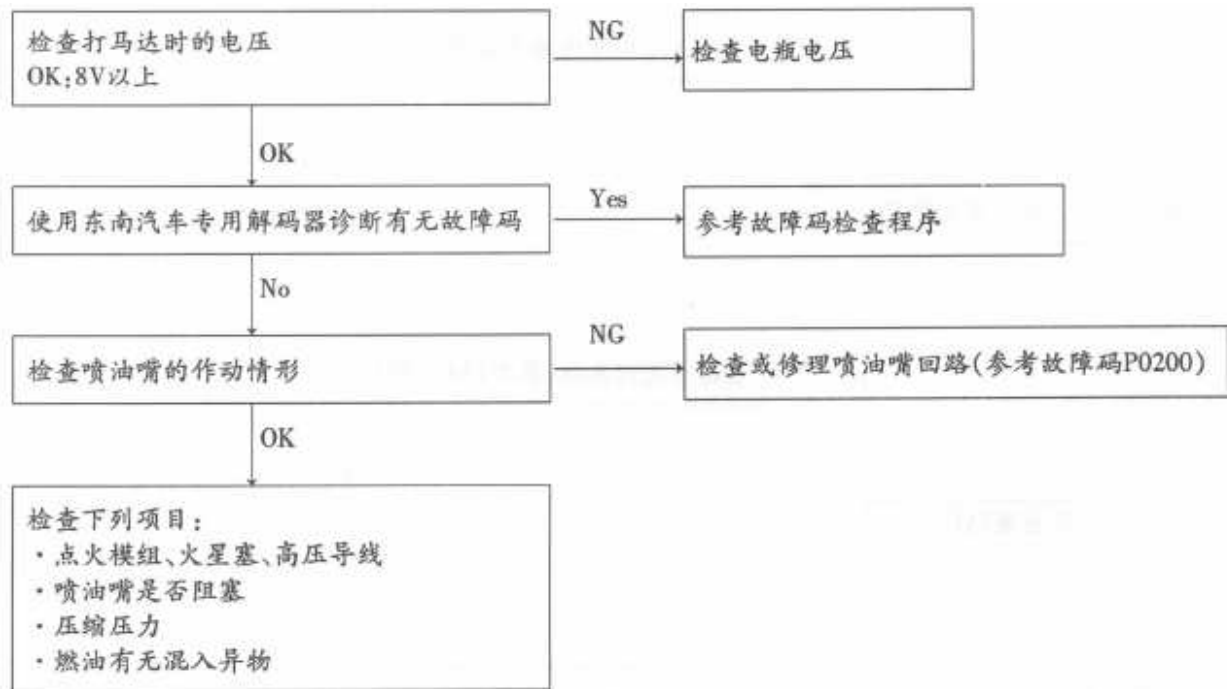 检查打马达时的电压
OK:8V以上
NG
检查电瓶电压
OK
使用东南汽车专用解码器诊断有无故障码
Yes
参考故障码检查程序
No
检查喷油嘴的作动情形
NG
检查或修理喷油嘴回路(参考故障码P0200)
OK
检查下列项目:
·点火模组、火星塞、高压导线
·喷油嘴是否阻塞
·压缩压力
·燃油有无混入异物